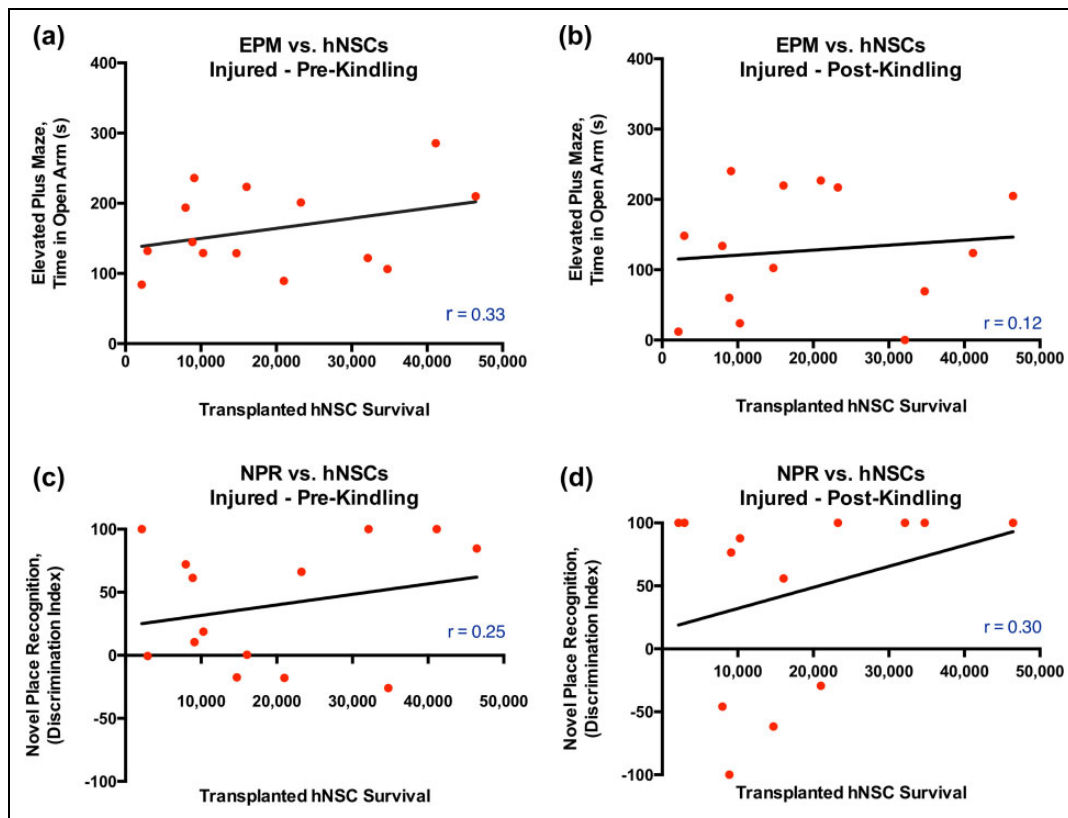 (a)
EPM vs. hNSCs
Injured - Pre-Kindling
Elevated Plus Maze,
Time in Open Arm (s)
400
300
200
100
0
0
10,000
20,000
30,000
40,000
50,000
r = 0.33
Transplanted hNSC Survival
(b)
EPM vs. hNSCs
Injured - Post-Kindling
Elevated Plus Maze,
Time in Open Arm (s)
400
300
200
100
0
10,000
20,000
30,000
40,000
50,000
r = 0.12
Transplanted hNSC Survival
(c)
NPR vs. hNSCs
Injured - Pre-Kindling
Novel Place Recognition,
(Discrimination Index)
100
50
0
-50
-100
10,000
20,000
30,000
40,000
50,000
r = 0.25
Transplanted hNSC Survival
(d)
NPR vs. hNSCs
Injured - Post-Kindling
Novel Place Recognition,
(Discrimination Index)
100
50
0
-50
-100
10,000
20,000
30,000
40,000
50,000
r = 0.30
Transplanted hNSC Survival